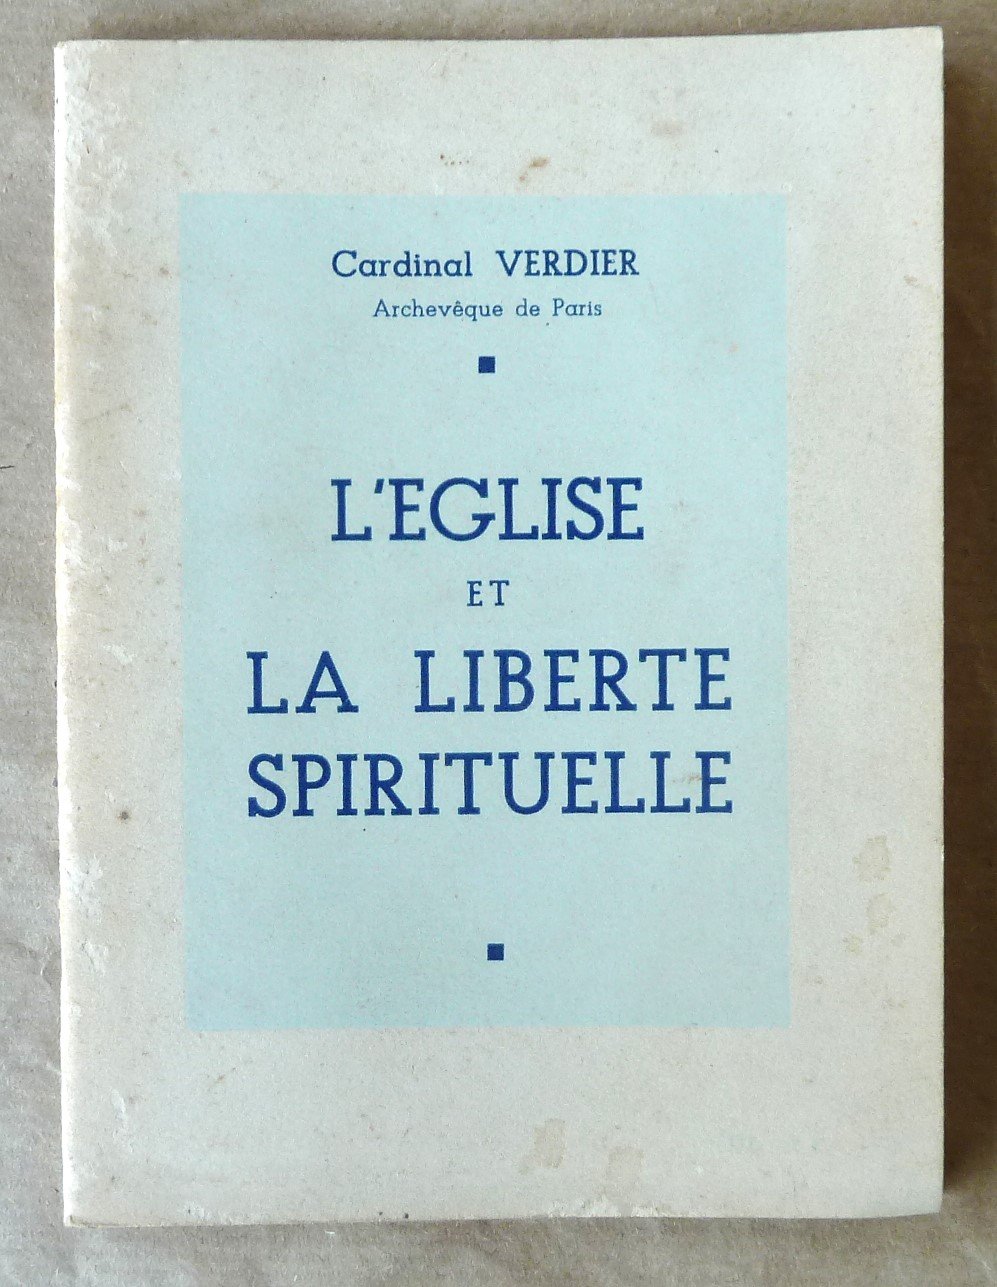 Cardinal VERDIER
Archevêque de Paris
L'EGLISE
ET
LA LIBERTE
SPIRITUELLE